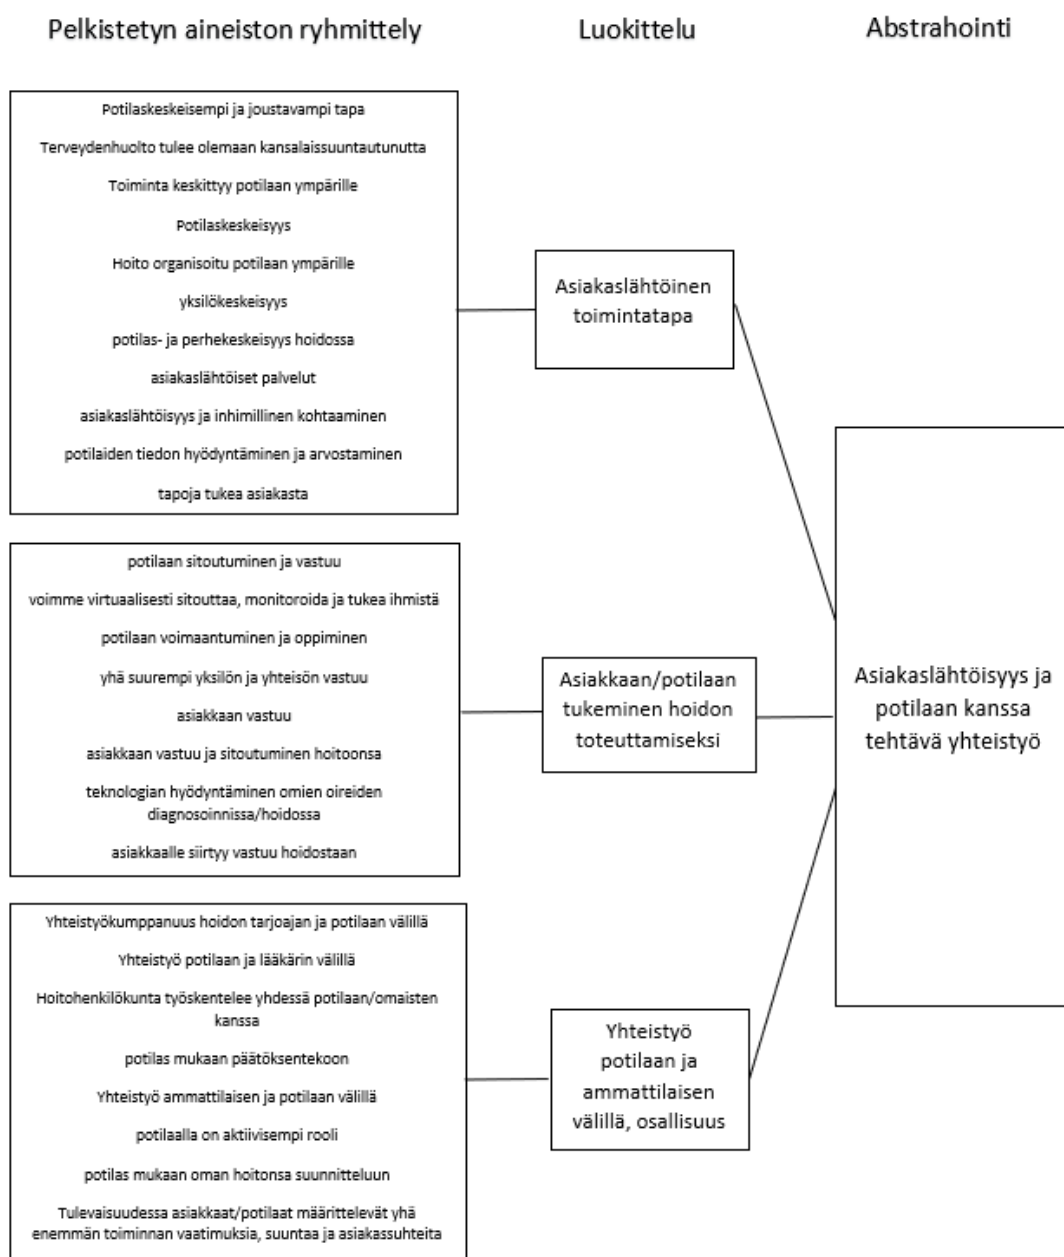 Pelkistetyn aineiston ryhmittely
Luokittelu
Abstrahointi
Potilaskeskeisempi ja joustavampi tapa
Terveydenhuolto tulee olemaan kansalaissuuntautunutta
Toiminta keskittyy potilaan ympärille
Potilaskeskeisyys
Hoito organisoitu potilaan ympärille
yksilökeskeisyys
potilas- ja perhekeskeisyys hoidossa
asiakaslähtöiset palvelut
asiakaslähtöisyys ja inhimillinen kohtaaminen
potilaiden tiedon hyödyntäminen ja arvostaminen
tapoja tukea asiakasta
Asiakaslähtöinen
toimintatapa
potilaan sitoutuminen ja vastuu
voimme virtuaalisesti sitouttaa, monitoroida ja tukea ihmistä
potilaan voimaantuminen ja oppiminen
yhä suurempi yksilön ja yhteisön vastuu
asiakkaan vastuu
asiakkaan vastuu ja sitoutuminen hoitoonsa
teknologian hyödyntäminen omien oireiden
diagnosoinnissa/hoidossa
asiakkaalle siirtyy vastuu hoidostaan
Asiakkaan/potilaan
tukeminen hoidon
toteuttamiseksi
Yhteistyökumppanuus hoidon tarjoajan ja potilaan välillä
Yhteistyö potilaan ja lääkärin välillä
Hoitohenkilökunta työskentelee yhdessä potilaan/omaisten
kanssa
potilas mukaan päätöksentekoon
Yhteistyö ammattilaisen ja potilaan välillä
potilaalla on aktiivisempi rooli
potilas mukaan oman hoitonsa suunnitteluun
Tulevaisuudessa asiakkaat/potilaat määrittelevät yhä
enemmän toiminnan vaatimuksia, suuntaa ja asiakassuhteita
Yhteistyö
potilaan ja
ammattilaisen
välillä, osallisuus
Asiakaslähtöisyys ja
potilaan kanssa
tehtävä yhteistyö